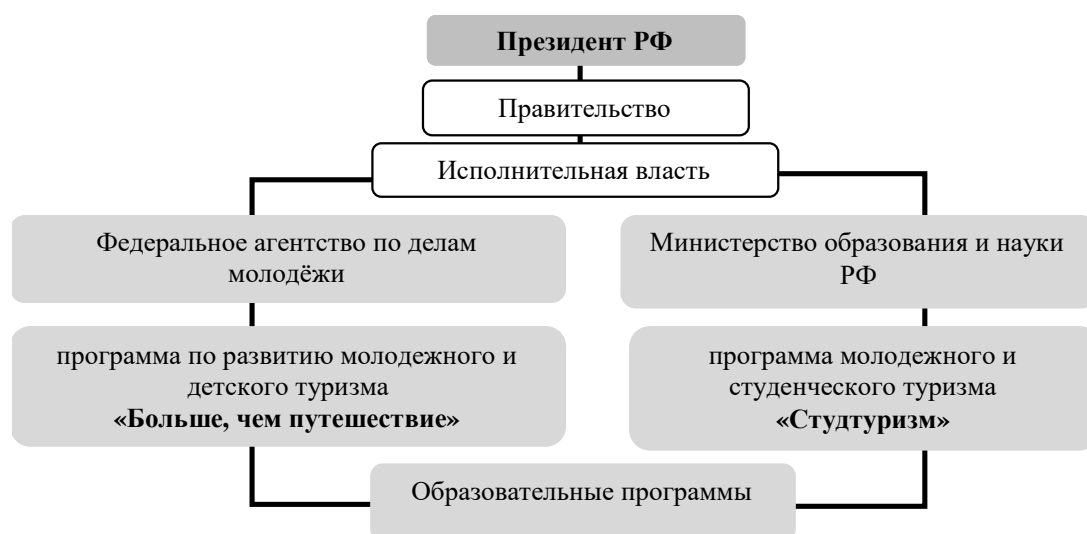 Президент РФ
Правительство
Исполнительная власть
Федеральное агентство по делам
молодёжи
Министерство образования и науки
РФ
программа по развитию молодежного и
детского туризма
«Больше, чем путешествие»
программа молодежного и
студенческого туризма
«Студтуризм»
Образовательные программы